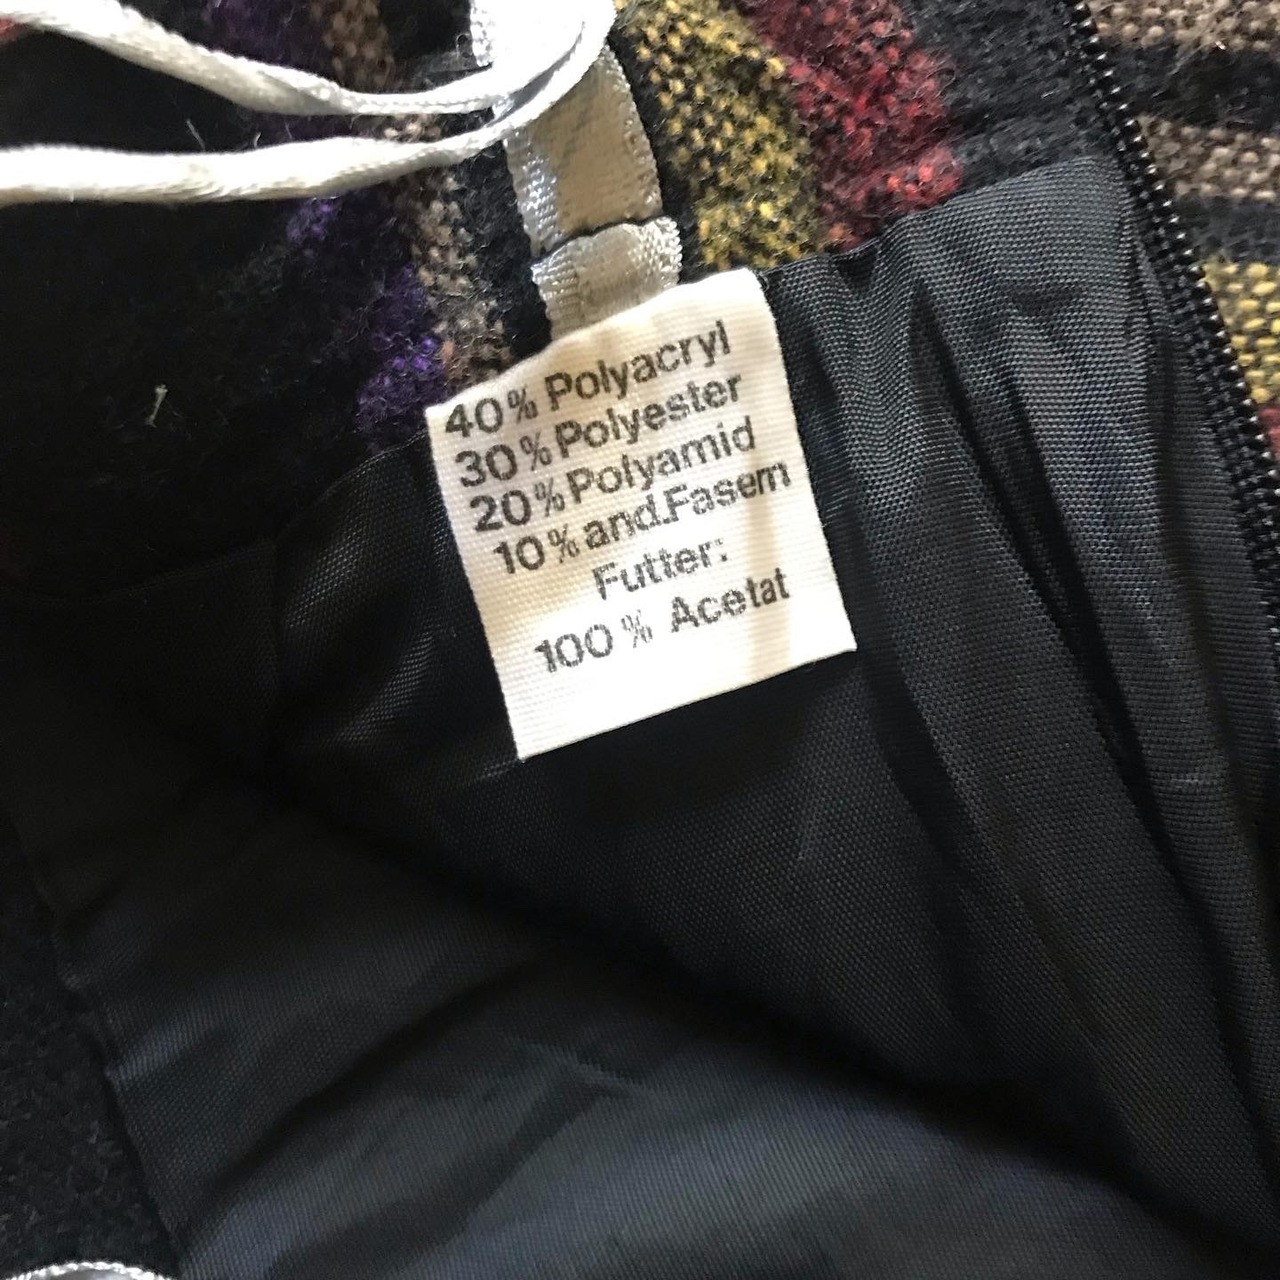 40% Polyacryl
30% Polyester
20% Polyamid
10% and.Fasern
Futter:
100 % Acetat